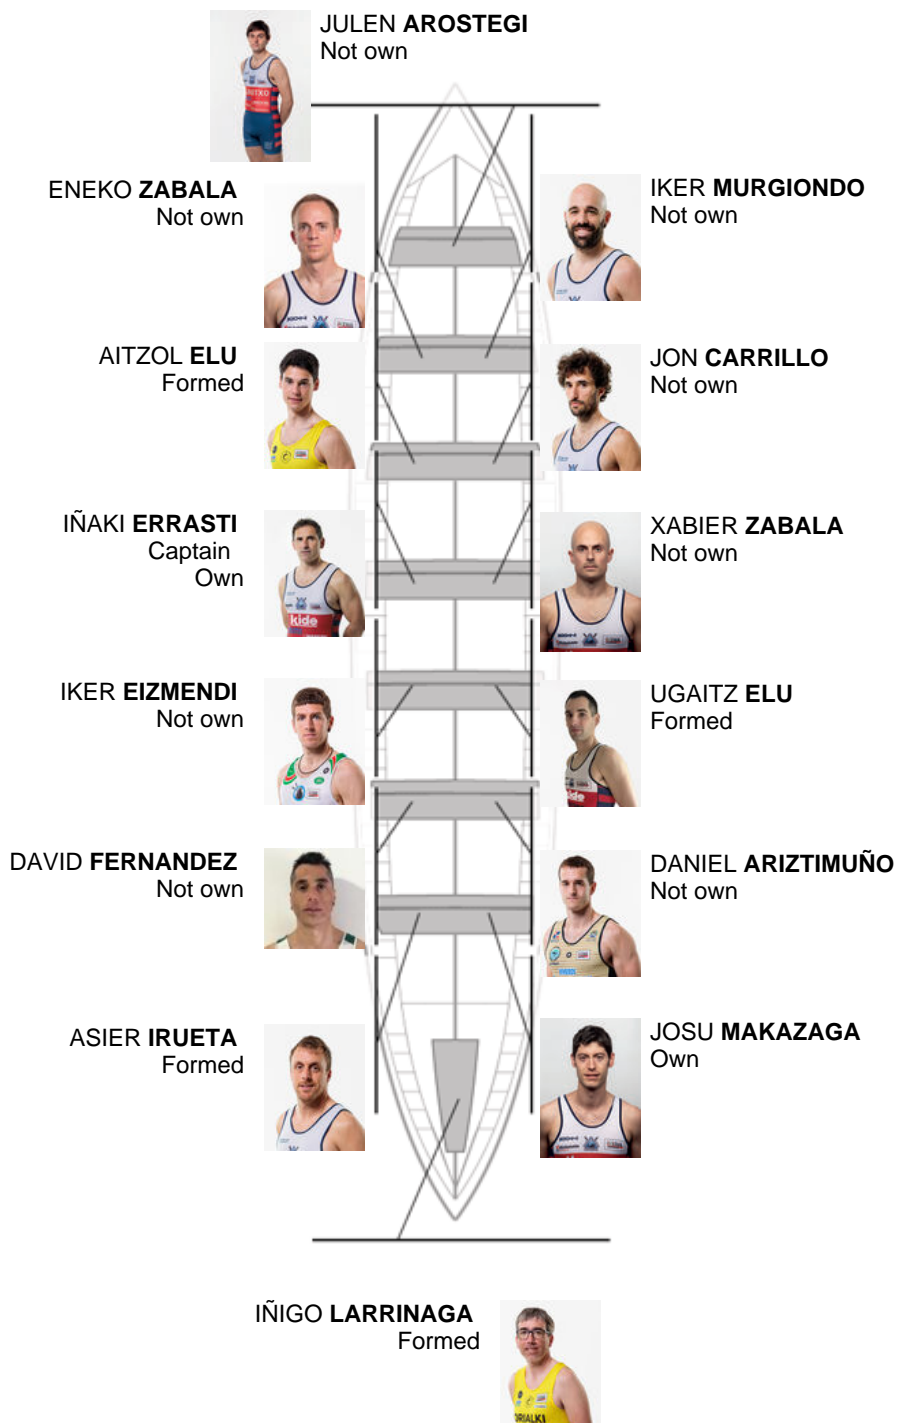 JULEN AROSTEGI
Not own
ENEKO ZABALA
Not own
IKER MURGIONDO
Not own
AITZOL ELU
Formed
JON CARRILLO
Not own
IÑAKI ERRASTI
Captain
Own
XABIER ZABALA
Not own
kide
IKER EIZMENDI
Not own
UGAITZ ELU
Formed
kide
DAVID FERNANDEZ
Not own
DANIEL ARIZTIMUÑO
Not own
ASIER IRUETA
Formed
JOSU MAKAZAGA
Own
IÑIGO LARRINAGA
Formed